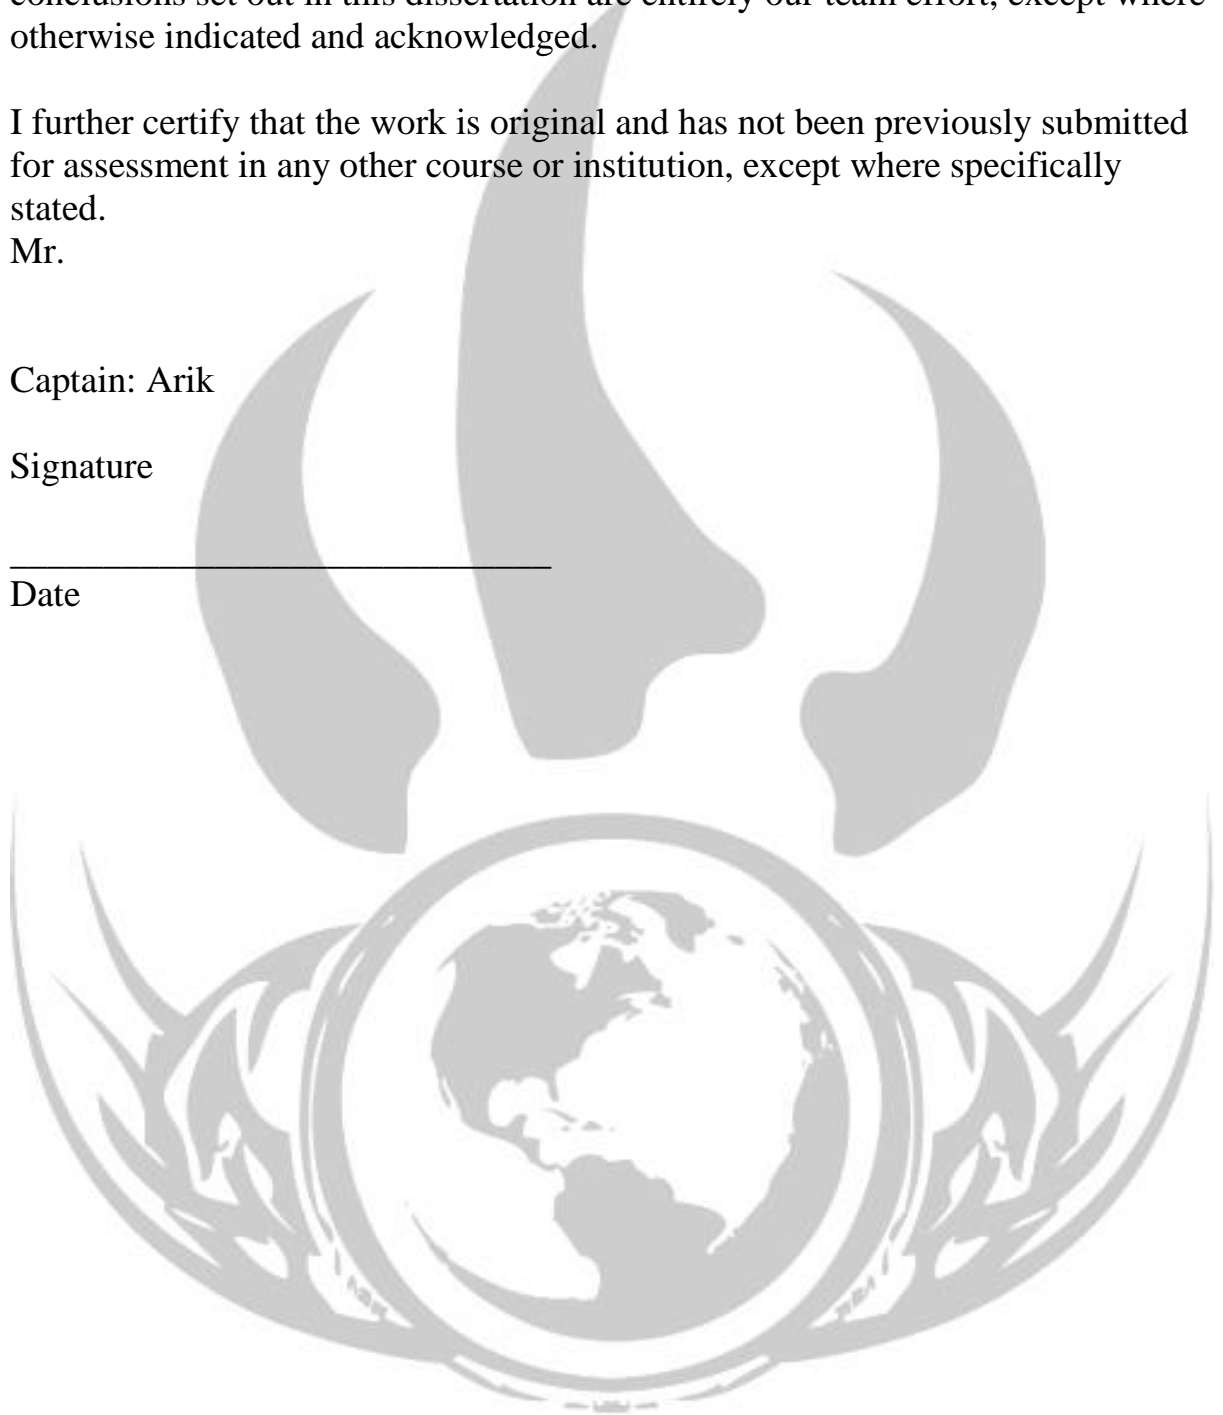 conclusions set out in this dissertation are entirely our team effort, except where
otherwise indicated and acknowledged.
I further certify that the work is original and has not been previously submitted
for assessment in any other course or institution, except where specifically
stated.
Mr.
Captain: Arik
Signature
_____________________________
Date